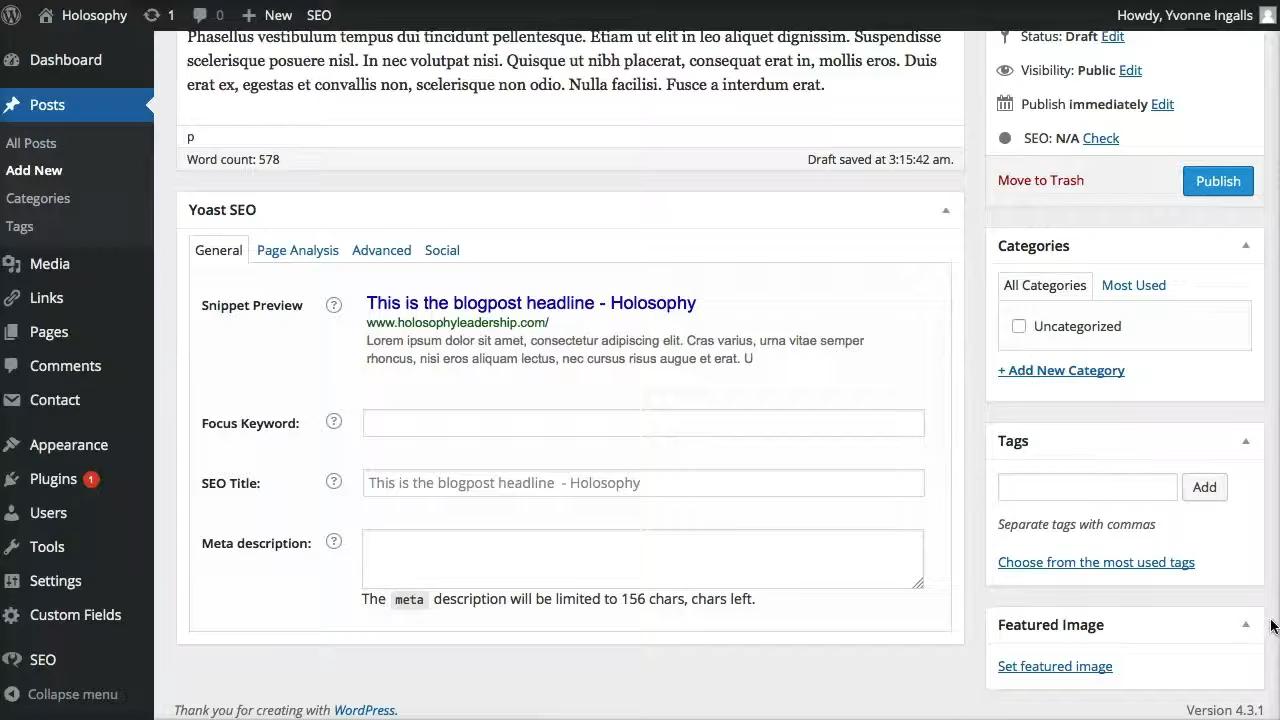 Holosophy 1 0 + New SEO Howdy, Yvonne Ingalls
Dashboard
Posts
All Posts
Add New
Categories
Tags
Media
Links
Pages
Comments
Contact
Appearance
Plugins 1
Users
Tools
Settings
Custom Fields
SEO
Collapse menu
Phasellus vestibulum tempus dui tincidunt pellentesque. Etiam ut elit in leo aliquet dignissim. Suspendisse
scelerisque posuere nisl. In nec volutpat nisi. Quisque ut nibh placerat, consequat erat in, mollis eros. Duis
erat ex, egestas et convallis non, scelerisque non odio. Nulla facilisi. Fusce a interdum erat.
p
Word count: 578 Draft saved at 3:15:42 am.
Yoast SEO
General Page Analysis Advanced Social
Snippet Preview ? This is the blogpost headline - Holosophy
www.holosophyleadership.com/
Lorem ipsum dolor sit amet, consectetur adipiscing elit. Cras varius, urna vitae semper
rhoncus, nisi eros aliquam lectus, nec cursus risus augue et erat. U
Focus Keyword: ?
SEO Title: ? This is the blogpost headline - Holosophy
Meta description: ?
The meta description will be limited to 156 chars, chars left.
Status: Draft Edit
Visibility: Public Edit
Publish immediately Edit
SEO: N/A Check
Move to Trash Publish
Categories
All Categories Most Used
Uncategorized
+ Add New Category
Tags
Add
Separate tags with commas
Choose from the most used tags
Featured Image
Set featured image
Thank you for creating with WordPress. Version 4.3.1